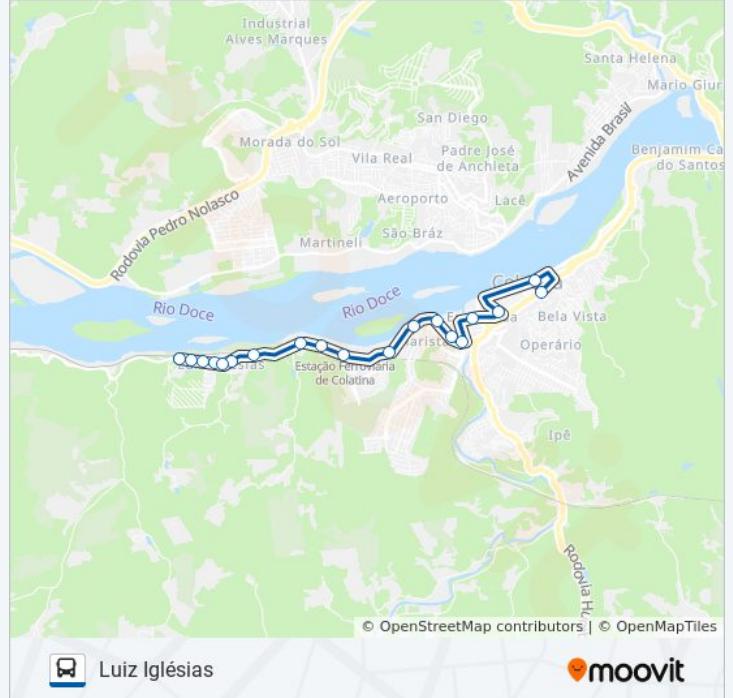 Industrial
Alves Marques
Santa Helena
Mario Giur
San Diego
Morada do Sol
Vila Real
Padre José
de Anchieta
Avenida Brasil
Benjamim Ca
do Santos
Rodovia Pedro Nolasco
Aeroporto
Lacê
São Bráz
Martineli
Rio Doce
Rio Doce
Bela Vista
Operário
Estação Ferroviária
de Colatina
Ipê
Rodovia H
© OpenStreetMap contributors | © OpenMapTiles
Luiz Iglésias
moovit